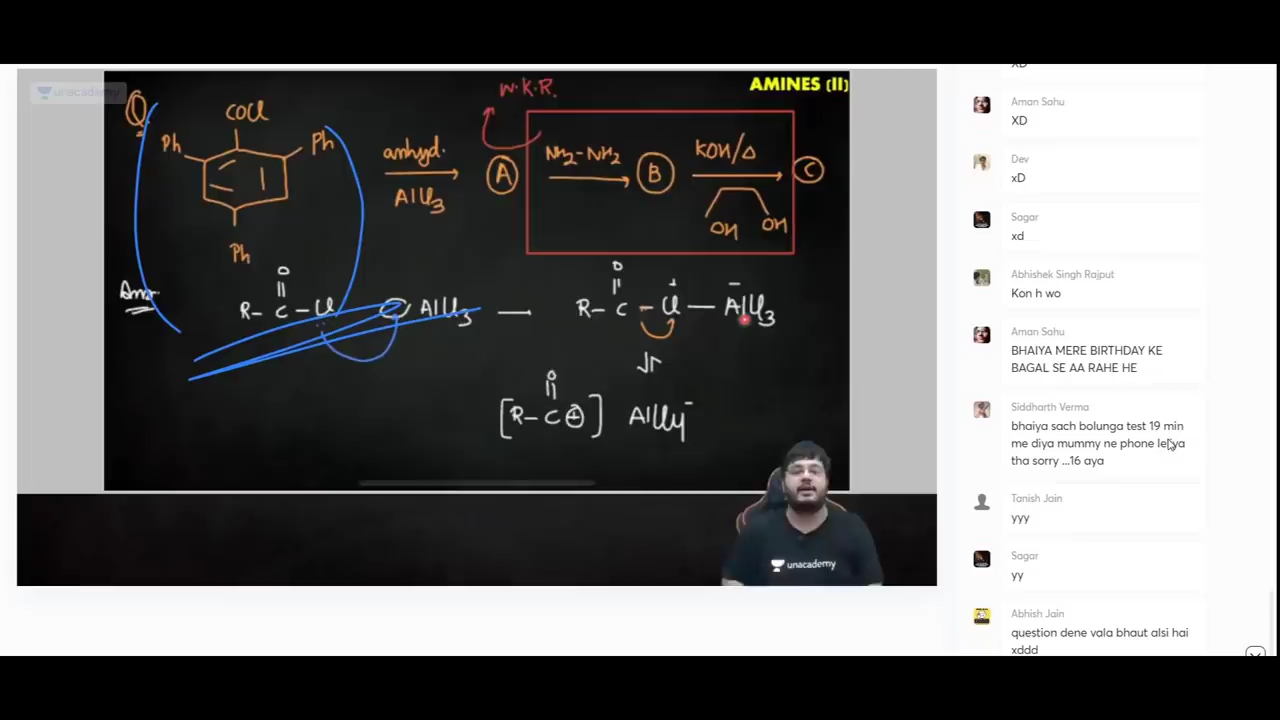 unacademy
AMINES (II)
W.K.R.
Q.
COCl
Ph
Ph
Ph
anhyd.
AlCl3
A
NH2-NH2
B
KOH/Δ
OH OH
C
Ans:
O
R-C-Cl AlCl3
O
R-C-Cl-AlCl3
+ -
O
[R-C⊕] AlCl4-
unacademy
XD
Aman Sahu
XD
Dev
xD
Sagar
xd
Abhishek Singh Rajput
Kon h wo
Aman Sahu
BHAIYA MERE BIRTHDAY KE
BAGAL SE AA RAHE HE
Siddharth Verma
bhaiya sach bolunga test 19 min
me diya mummy ne phone
tha sorry ...16 aya
Tanish Jain
yyy
Sagar
yy
Abhish Jain
question dene vala bhaut alsi hai
xddd